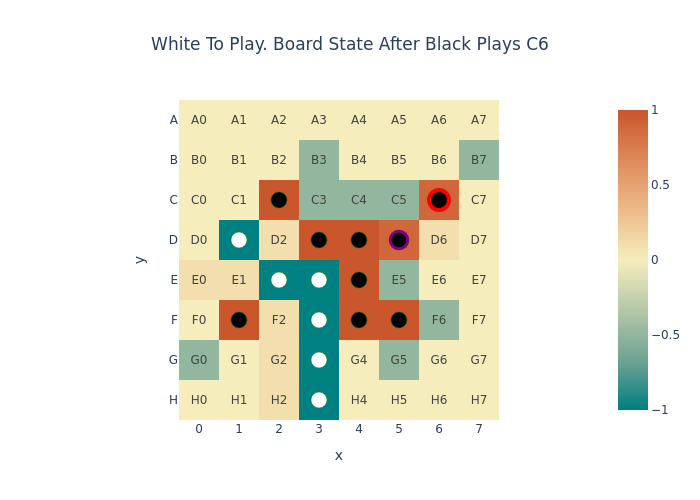 White To Play. Board State After Black Plays C6
A A0 A1 A2 A3 A4 A5 A6 A7
B B0 B1 B2 B3 B4 B5 B6 B7
C C0 C1 C3 C4 C5 C7
D D0 D2 D6 D7
E E0 E1 E5 E6 E7
F F0 F2 F6 F7
G G0 G1 G2 G4 G5 G6 G7
H H0 H1 H2 H4 H5 H6 H7
0 1 2 3 4 5 6 7
x
y
1
0.5
0
−0.5
−1